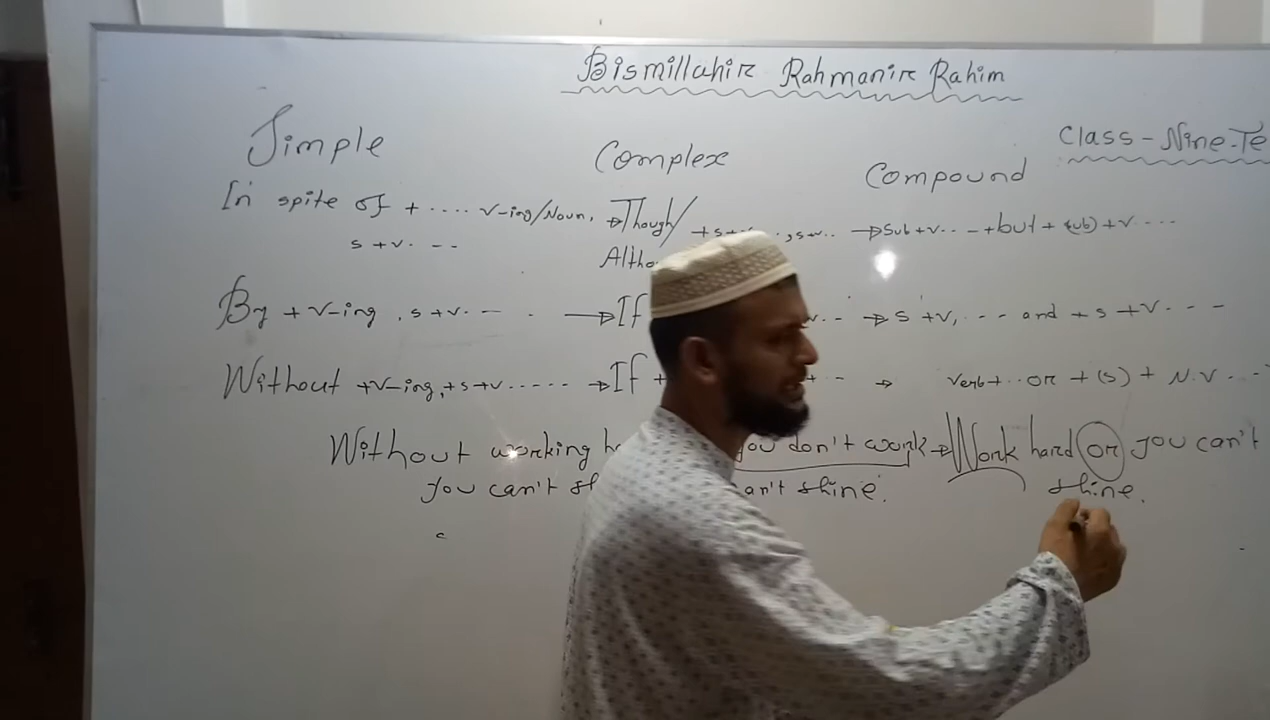 Bismillahir Rahmanir Rahim
Class - Nine-Te
Simple Complex Compound
In spite of + .... v-ing/Noun, → Though/ +s+v.. , s+v.. → Sub+v.. - +but + (sub) + v ....
s + v. - -- Altho
By + v-ing , s+v. -- . → If v.. → s +v, --- and + s + v. - -
Without +v-ing, +s+v..... → If + + - → verb+ .. or + (s) + N.V ...
Without working h you don't work → Work hard or you can't
you can't sh an't shine. shine.